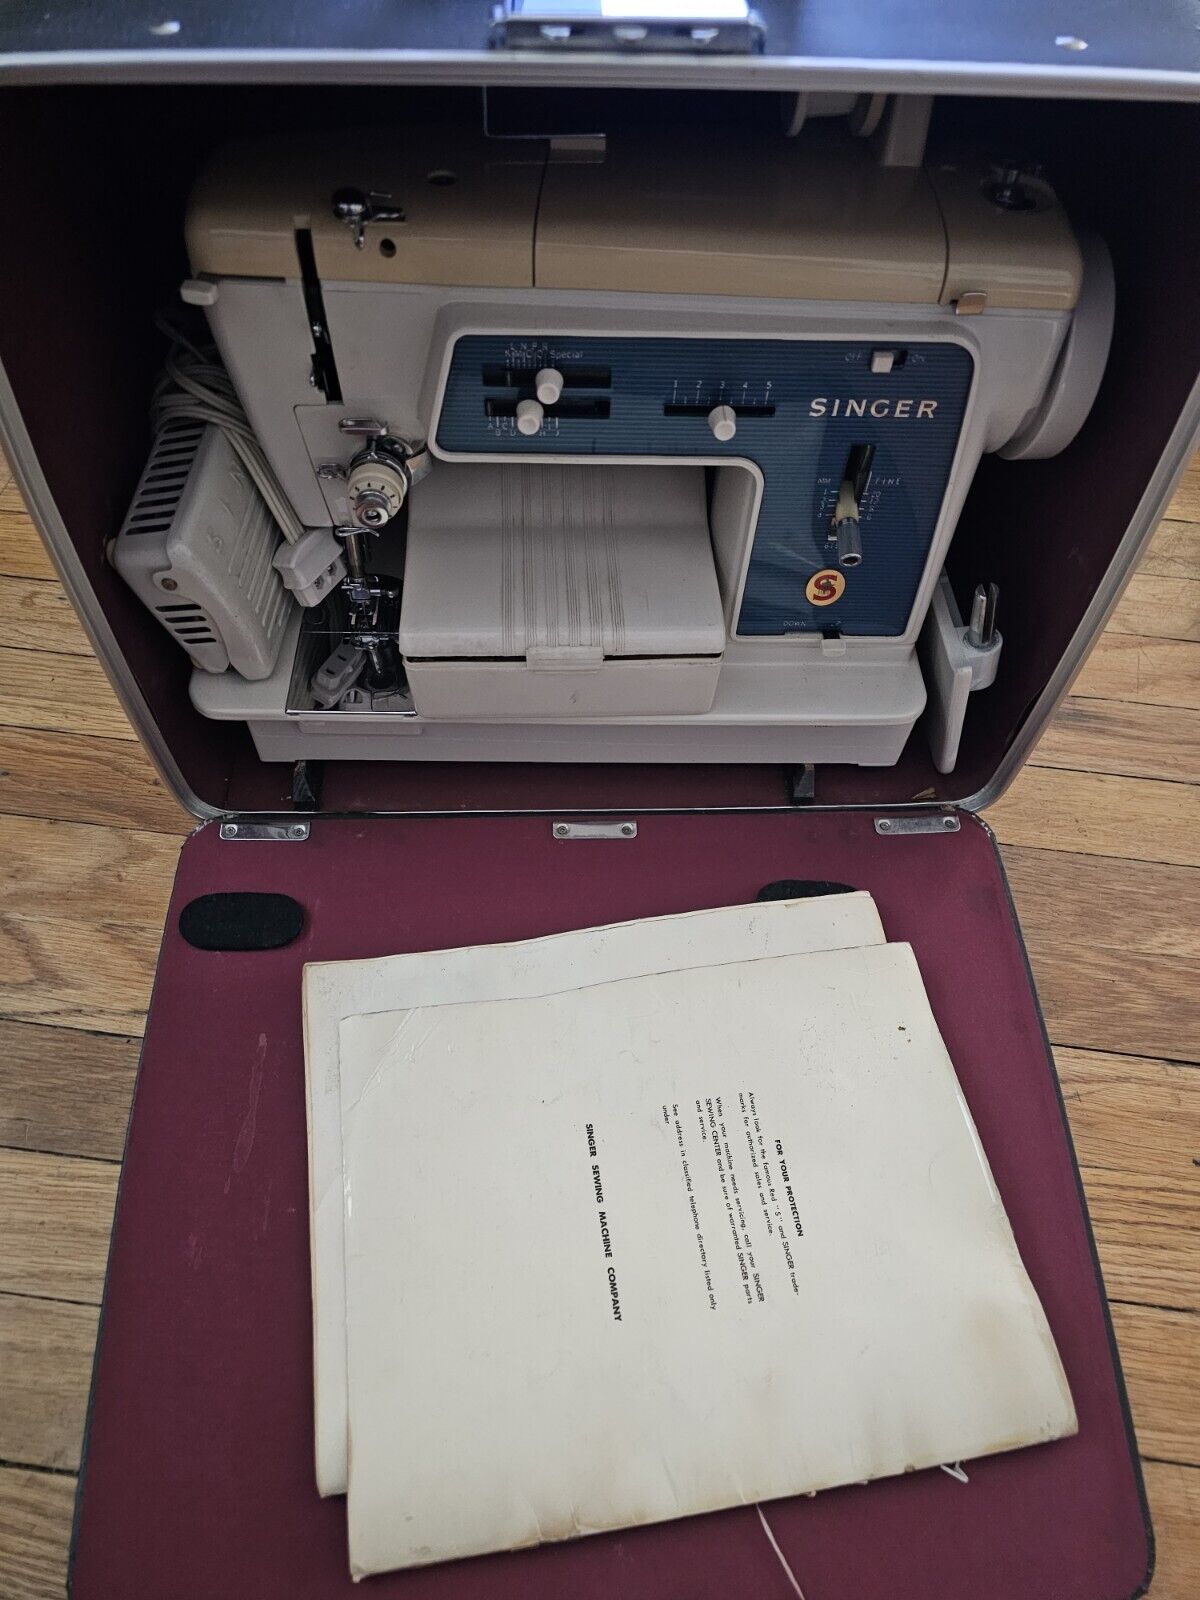 L N P R
Special
OFF
ON
1 2 3 4 5
SINGER
FINE
S
DOWN
FOR YOUR PROTECTION
Always look for the famous Red "S" and SINGER trade-
marks for authorized sales and service.
When your machine needs servicing, call your SINGER
SEWING CENTER and be sure of warranted SINGER parts
and service.
See address in classified telephone directory listed only
under
SINGER SEWING MACHINE COMPANY